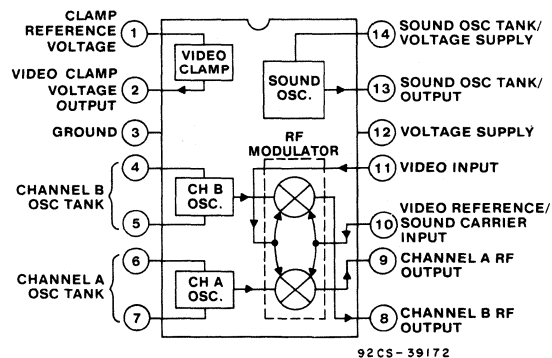 CLAMP
REFERENCE
VOLTAGE
1
VIDEO CLAMP
VOLTAGE
OUTPUT
2
GROUND
3
CHANNEL B
OSC TANK
4
5
CHANNEL A
OSC TANK
6
7
VIDEO
CLAMP
SOUND
OSC.
RF
MODULATOR
CH B
OSC.
CH A
OSC.
14
SOUND OSC TANK/
VOLTAGE SUPPLY
13
SOUND OSC TANK/
OUTPUT
12
VOLTAGE SUPPLY
11
VIDEO INPUT
10
VIDEO REFERENCE/
SOUND CARRIER
INPUT
9
CHANNEL A RF
OUTPUT
8
CHANNEL B RF
OUTPUT
92CS-39172